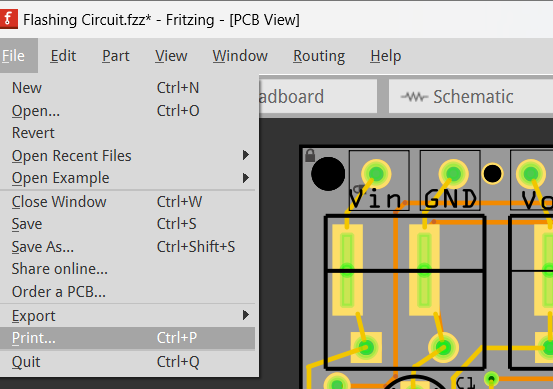 Flashing Circuit.fzz* - Fritzing - [PCB View]
File Edit Part View Window Routing Help
New Ctrl+N
Open... Ctrl+O
adboard Schematic
Revert
Open Recent Files
Open Example
Close Window Ctrl+W
Save Ctrl+S
Save As... Ctrl+Shift+S
Share online...
Order a PCB...
Export
Print... Ctrl+P
Quit Ctrl+Q
Vin GND Vo
C1